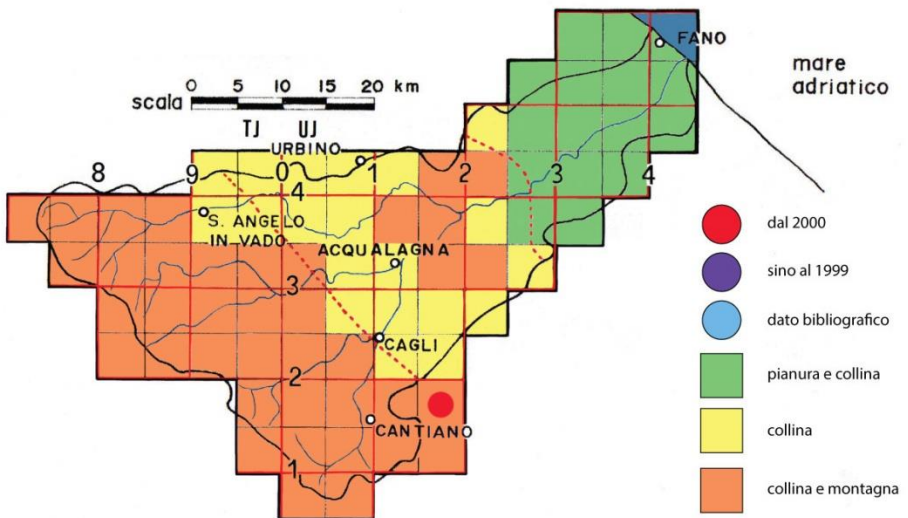 FANO
mare
adriatico
0 5 10 15 20 km
scala
TJ UJ
URBINO
8 9 0 1 2 3 4
4
S. ANGELO
IN VADO
ACQUALAGNA
3
CAGLI
2
CANTIANO
1
dal 2000
sino al 1999
dato bibliografico
pianura e collina
collina
collina e montagna